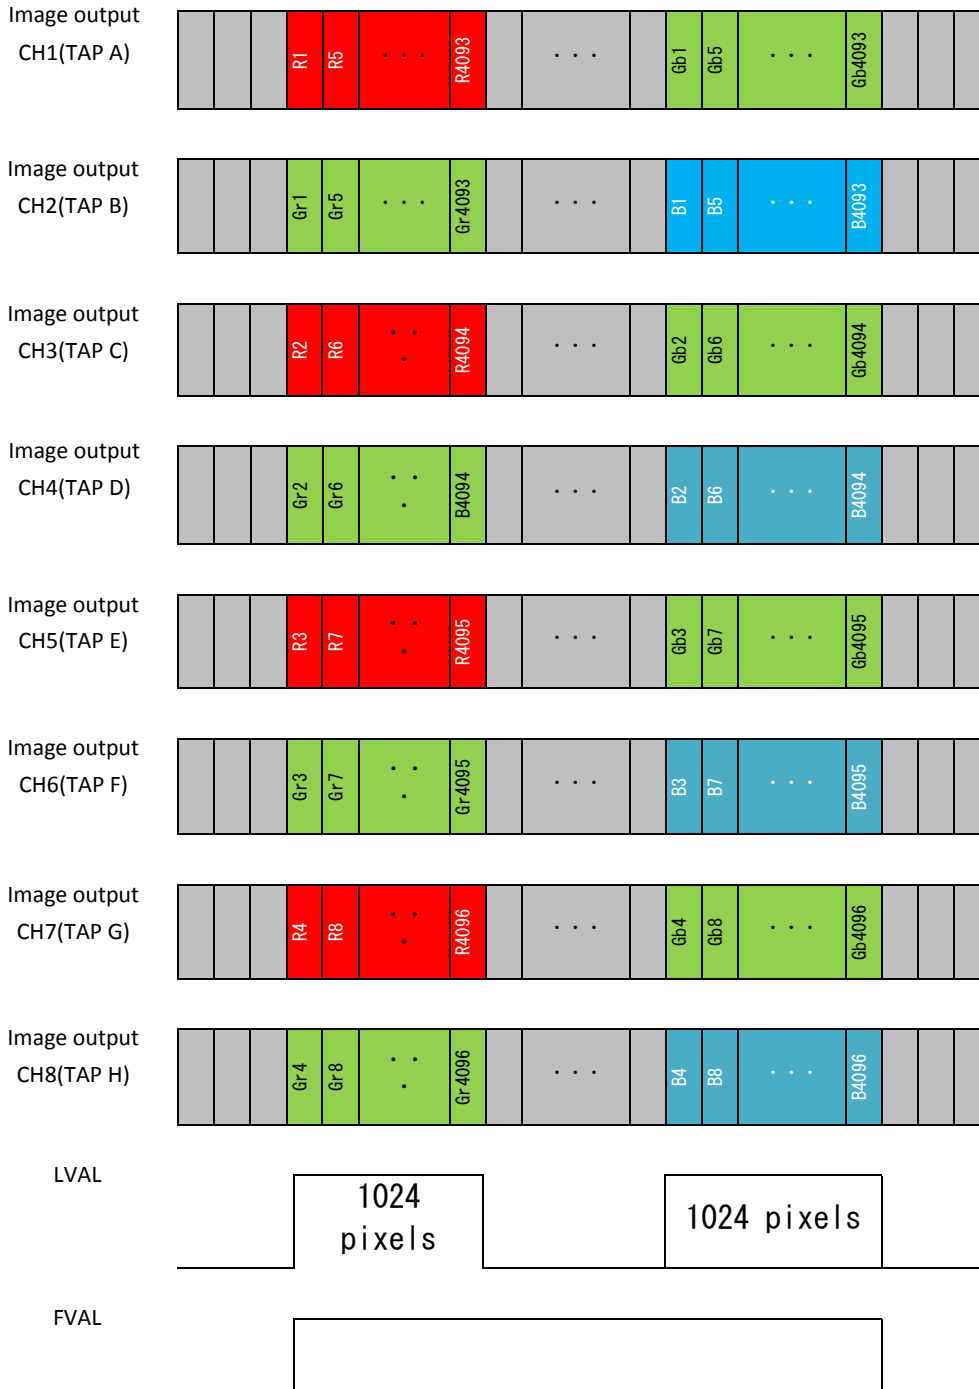 Image output
CH1(TAP A)
R1 R5 ・・・ R4093 ・・・ Gb1 Gb5 ・・・ Gb4093
Image output
CH2(TAP B)
Gr1 Gr5 ・・・ Gr4093 ・・・ B1 B5 ・・・ B4093
Image output
CH3(TAP C)
R2 R6 ・・・ R4094 ・・・ Gb2 Gb6 ・・・ Gb4094
Image output
CH4(TAP D)
Gr2 Gr6 ・・・ B4094 ・・・ B2 B6 ・・・ B4094
Image output
CH5(TAP E)
R3 R7 ・・・ R4095 ・・・ Gb3 Gb7 ・・・ Gb4095
Image output
CH6(TAP F)
Gr3 Gr7 ・・・ Gr4095 ・・・ B3 B7 ・・・ B4095
Image output
CH7(TAP G)
R4 R8 ・・・ R4096 ・・・ Gb4 Gb8 ・・・ Gb4096
Image output
CH8(TAP H)
Gr4 Gr8 ・・・ Gr4096 ・・・ B4 B8 ・・・ B4096
LVAL
1024
pixels
1024 pixels
FVAL